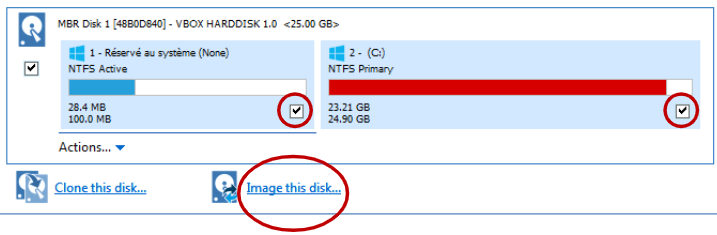 MBR Disk 1 [48B0D840] - VBOX HARDDISK 1.0 <25.00 GB>
1 - Réservé au système (None)
NTFS Active
28.4 MB
100.0 MB
2 - (C:)
NTFS Primary
23.21 GB
24.90 GB
Actions...
Clone this disk...
Image this disk...